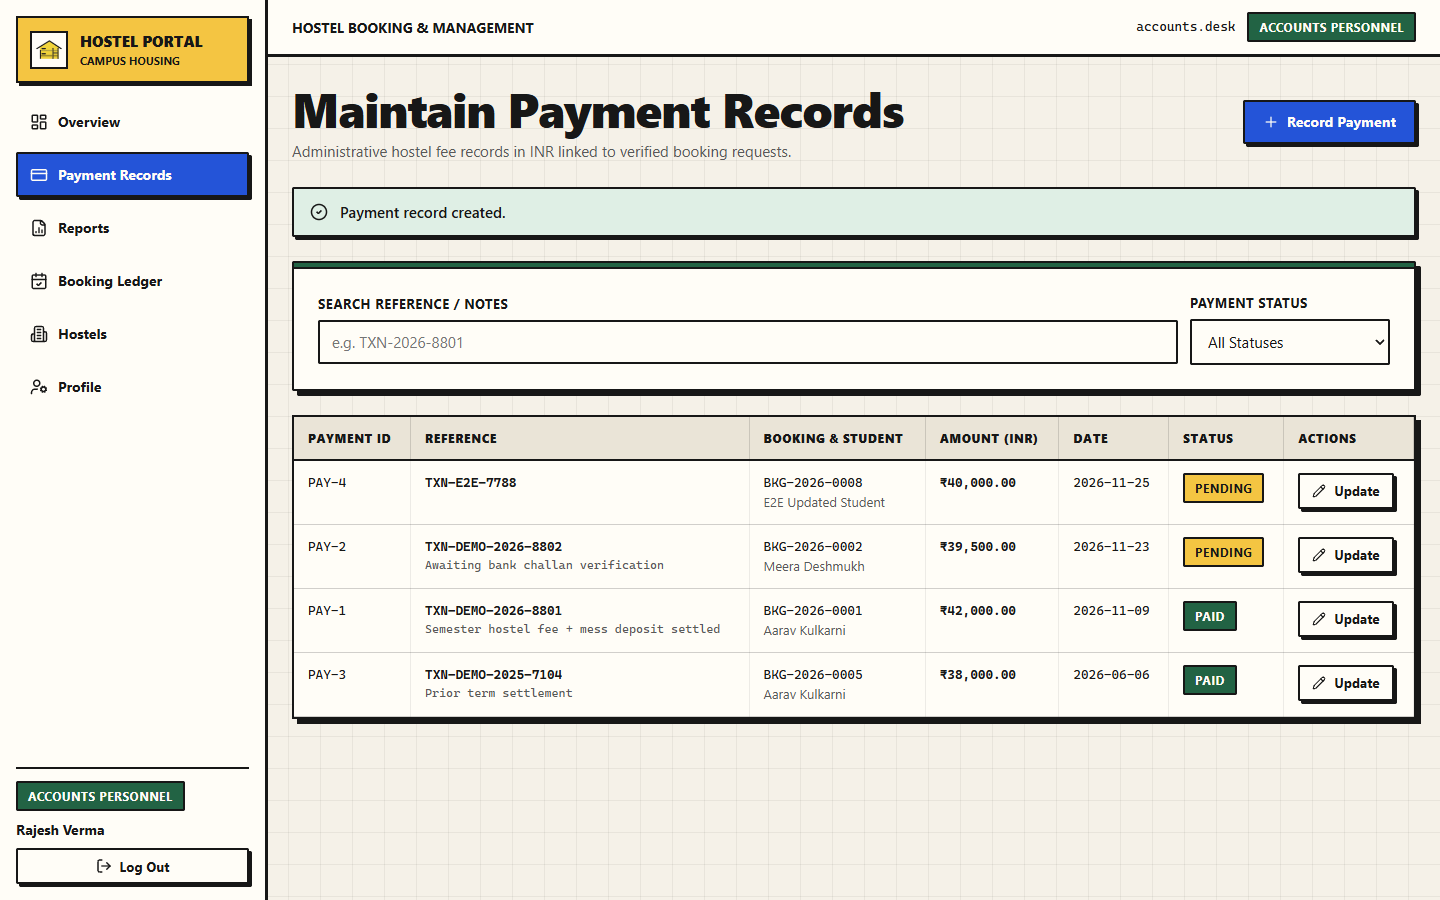 HOSTEL PORTAL
CAMPUS HOUSING
Overview
Payment Records
Reports
Booking Ledger
Hostels
Profile
ACCOUNTS PERSONNEL
Rajesh Verma
Log Out
HOSTEL BOOKING & MANAGEMENT
accounts.desk
ACCOUNTS PERSONNEL
Maintain Payment Records
Administrative hostel fee records in INR linked to verified booking requests.
Record Payment
Payment record created.
SEARCH REFERENCE / NOTES
e.g. TXN-2026-8801
PAYMENT STATUS
All Statuses
PAYMENT ID REFERENCE BOOKING & STUDENT AMOUNT (INR) DATE STATUS ACTIONS
PAY-4 TXN-E2E-7788 BKG-2026-0008 ₹40,000.00 2026-11-25 PENDING Update
E2E Updated Student
PAY-2 TXN-DEMO-2026-8802 BKG-2026-0002 ₹39,500.00 2026-11-23 PENDING Update
Awaiting bank challan verification Meera Deshmukh
PAY-1 TXN-DEMO-2026-8801 BKG-2026-0001 ₹42,000.00 2026-11-09 PAID Update
Semester hostel fee + mess deposit settled Aarav Kulkarni
PAY-3 TXN-DEMO-2025-7104 BKG-2026-0005 ₹38,000.00 2026-06-06 PAID Update
Prior term settlement Aarav Kulkarni